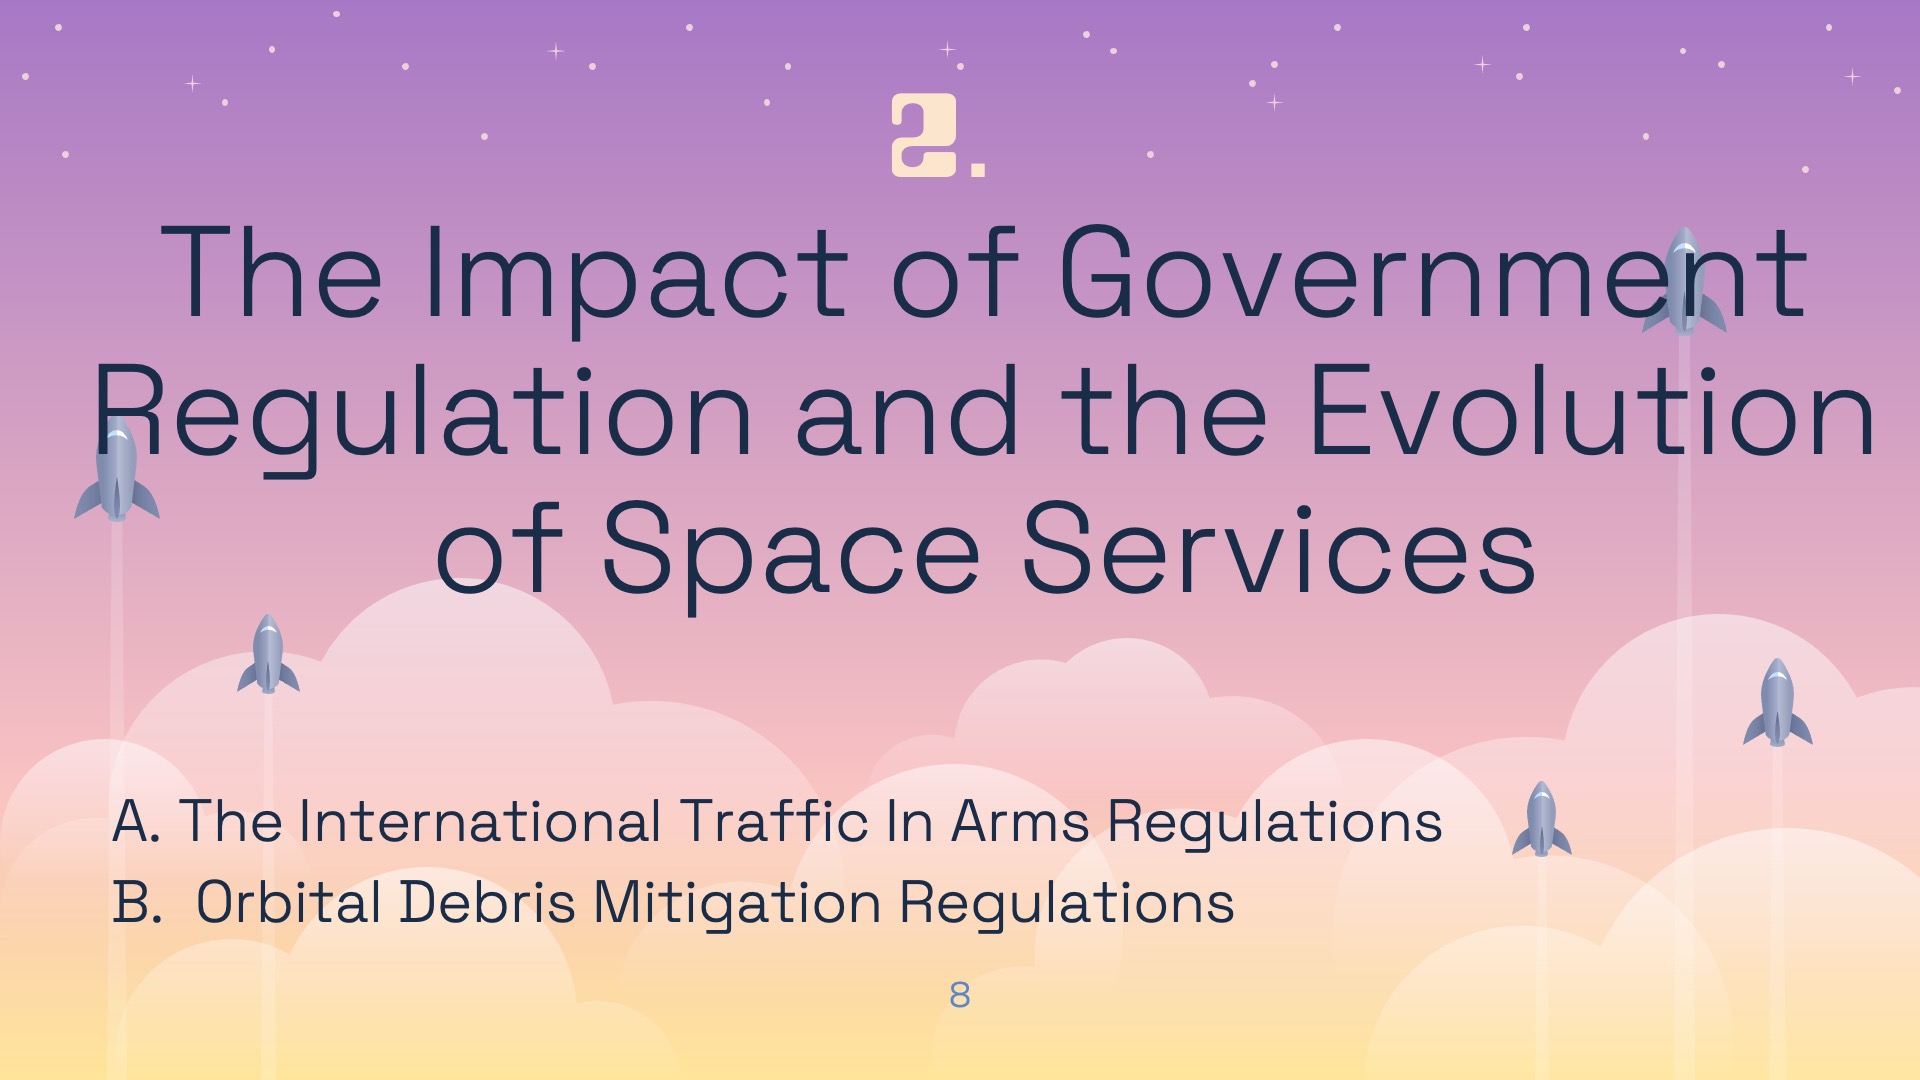 2.
The Impact of Government
Regulation and the Evolution
of Space Services
A. The International Traffic In Arms Regulations
B. Orbital Debris Mitigation Regulations
8